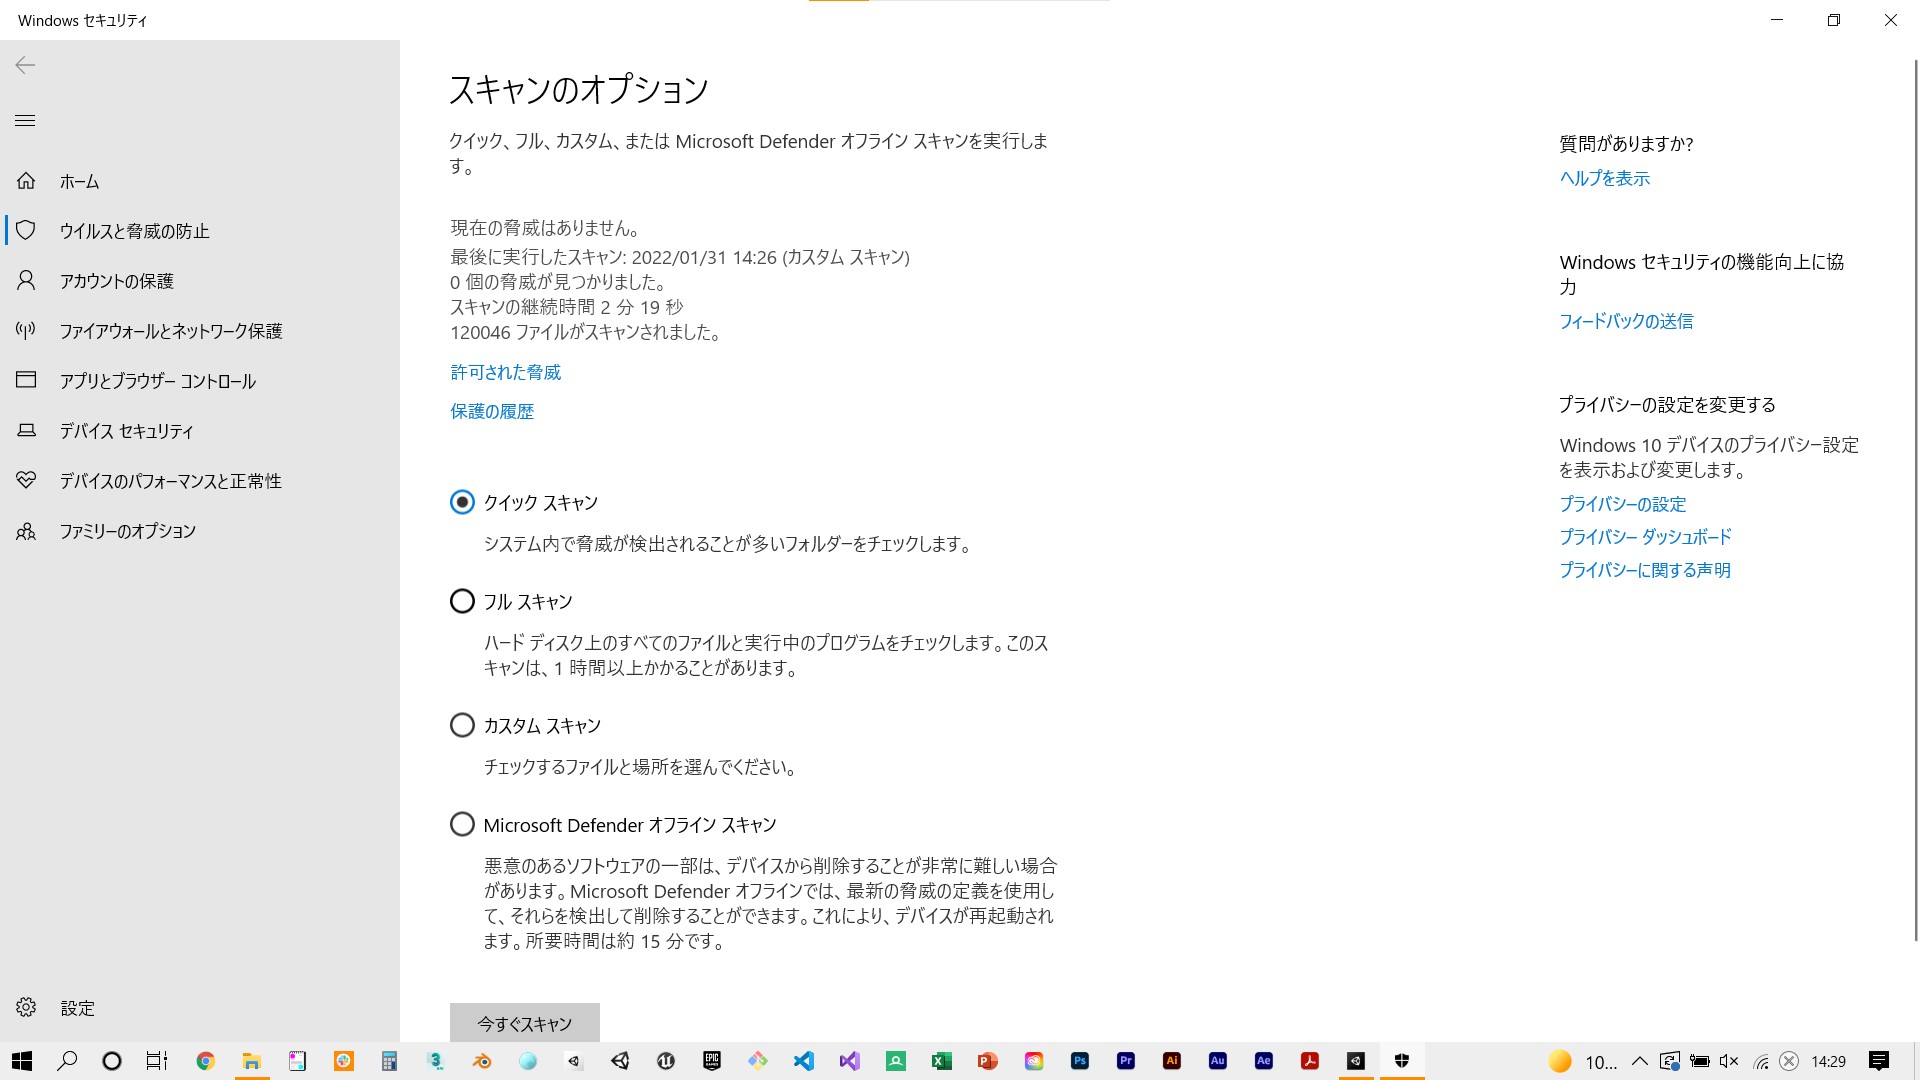 Windows セキュリティ
ホーム
ウイルスと脅威の防止
アカウントの保護
ファイアウォールとネットワーク保護
アプリとブラウザー コントロール
デバイス セキュリティ
デバイスのパフォーマンスと正常性
ファミリーのオプション
設定
スキャンのオプション
クイック、フル、カスタム、または Microsoft Defender オフライン スキャンを実行しま
す。
現在の脅威はありません。
最後に実行したスキャン: 2022/01/31 14:26 (カスタム スキャン)
0 個の脅威が見つかりました。
スキャンの継続時間 2 分 19 秒
120046 ファイルがスキャンされました。
許可された脅威
保護の履歴
クイック スキャン
システム内で脅威が検出されることが多いフォルダーをチェックします。
フル スキャン
ハード ディスク上のすべてのファイルと実行中のプログラムをチェックします。このス
キャンは、1 時間以上かかることがあります。
カスタム スキャン
チェックするファイルと場所を選んでください。
Microsoft Defender オフライン スキャン
悪意のあるソフトウェアの一部は、デバイスから削除することが非常に難しい場合
があります。Microsoft Defender オフラインでは、最新の脅威の定義を使用し
て、それらを検出して削除することができます。これにより、デバイスが再起動され
ます。所要時間は約 15 分です。
今すぐスキャン
質問がありますか?
ヘルプを表示
Windows セキュリティの機能向上に協
力
フィードバックの送信
プライバシーの設定を変更する
Windows 10 デバイスのプライバシー設定
を表示および変更します。
プライバシーの設定
プライバシー ダッシュボード
プライバシーに関する声明
3
EPIC
GAMES
X
P
Ps
Pr
Ai
Au
Ae
10...
14:29